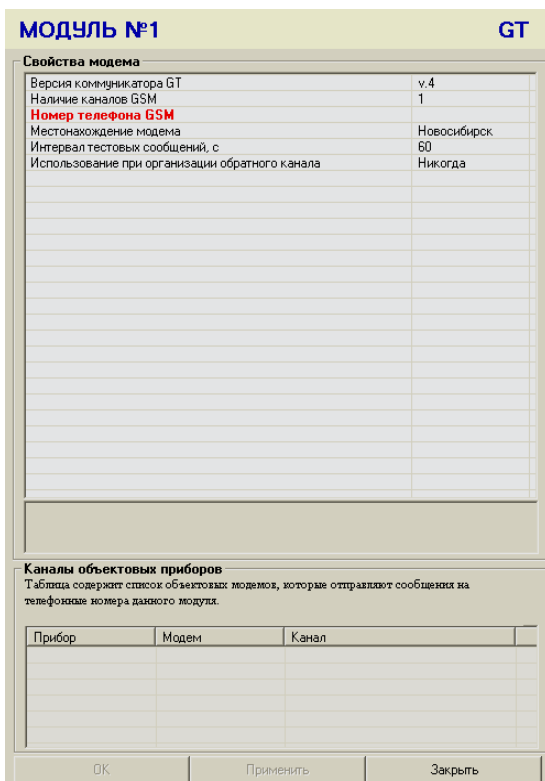 МОДУЛЬ №1 GT
Свойства модема
Версия коммуникатора GT v.4
Наличие каналов GSM 1
Номер телефона GSM
Местонахождение модема Новосибирск
Интервал тестовых сообщений, с 60
Использование при организации обратного канала Никогда
Каналы объектовых приборов
Таблица содержит список объектовых модемов, которые отправляют сообщения на
телефонные номера данного модуля.
Прибор Модем Канал
ОК Применить Закрыть